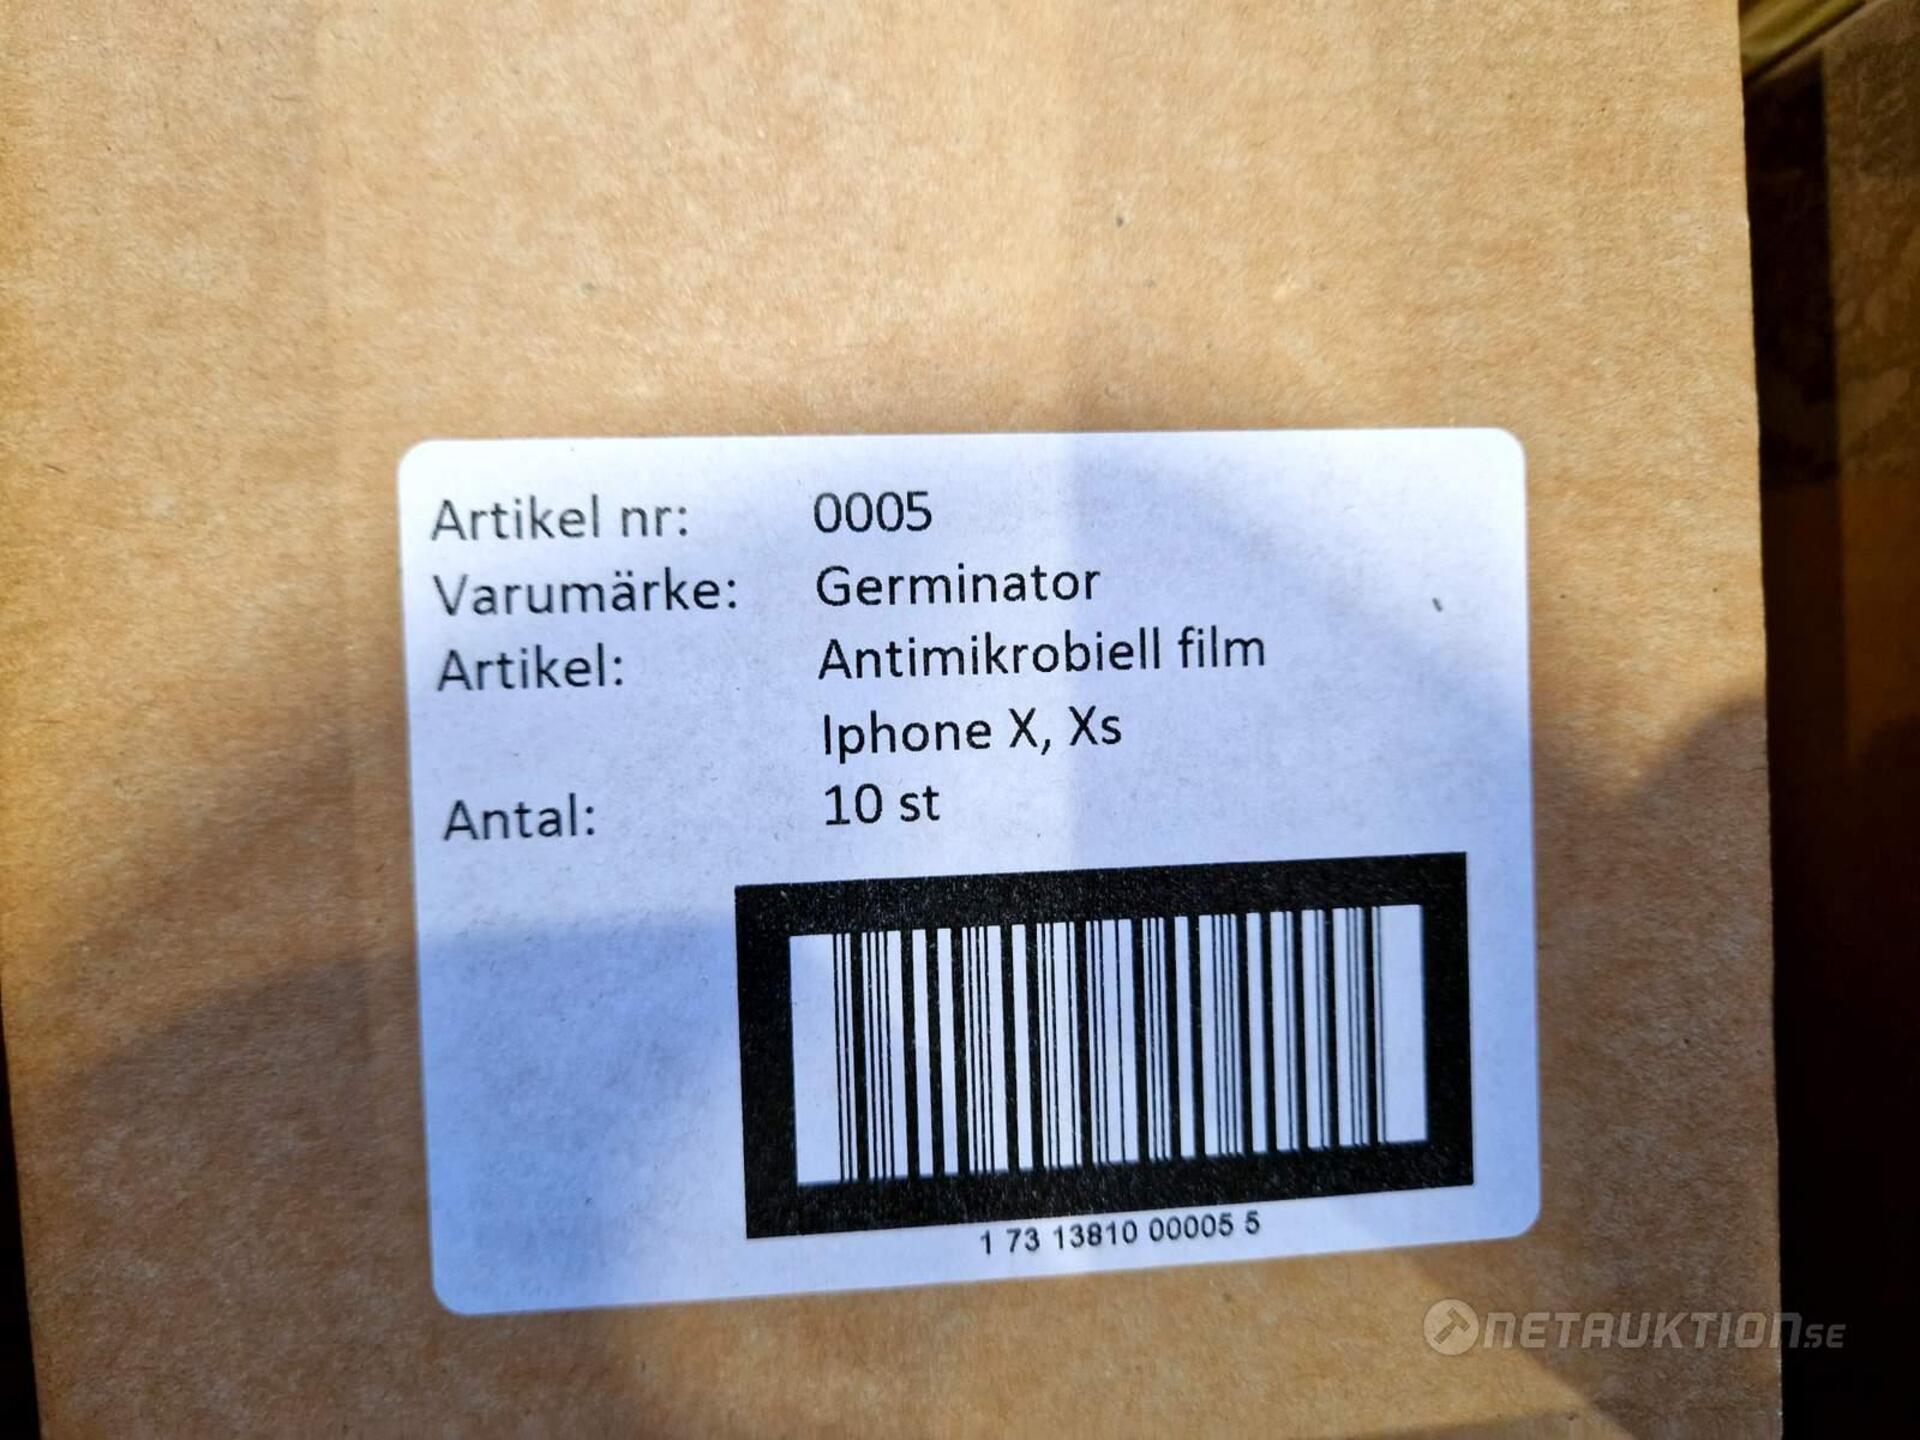 Artikel nr: 0005
Varumärke: Germinator
Artikel: Antimikrobiell film
Iphone X, Xs
Antal: 10 st
1 73 13810 00005 5
NETAUKTION.SE